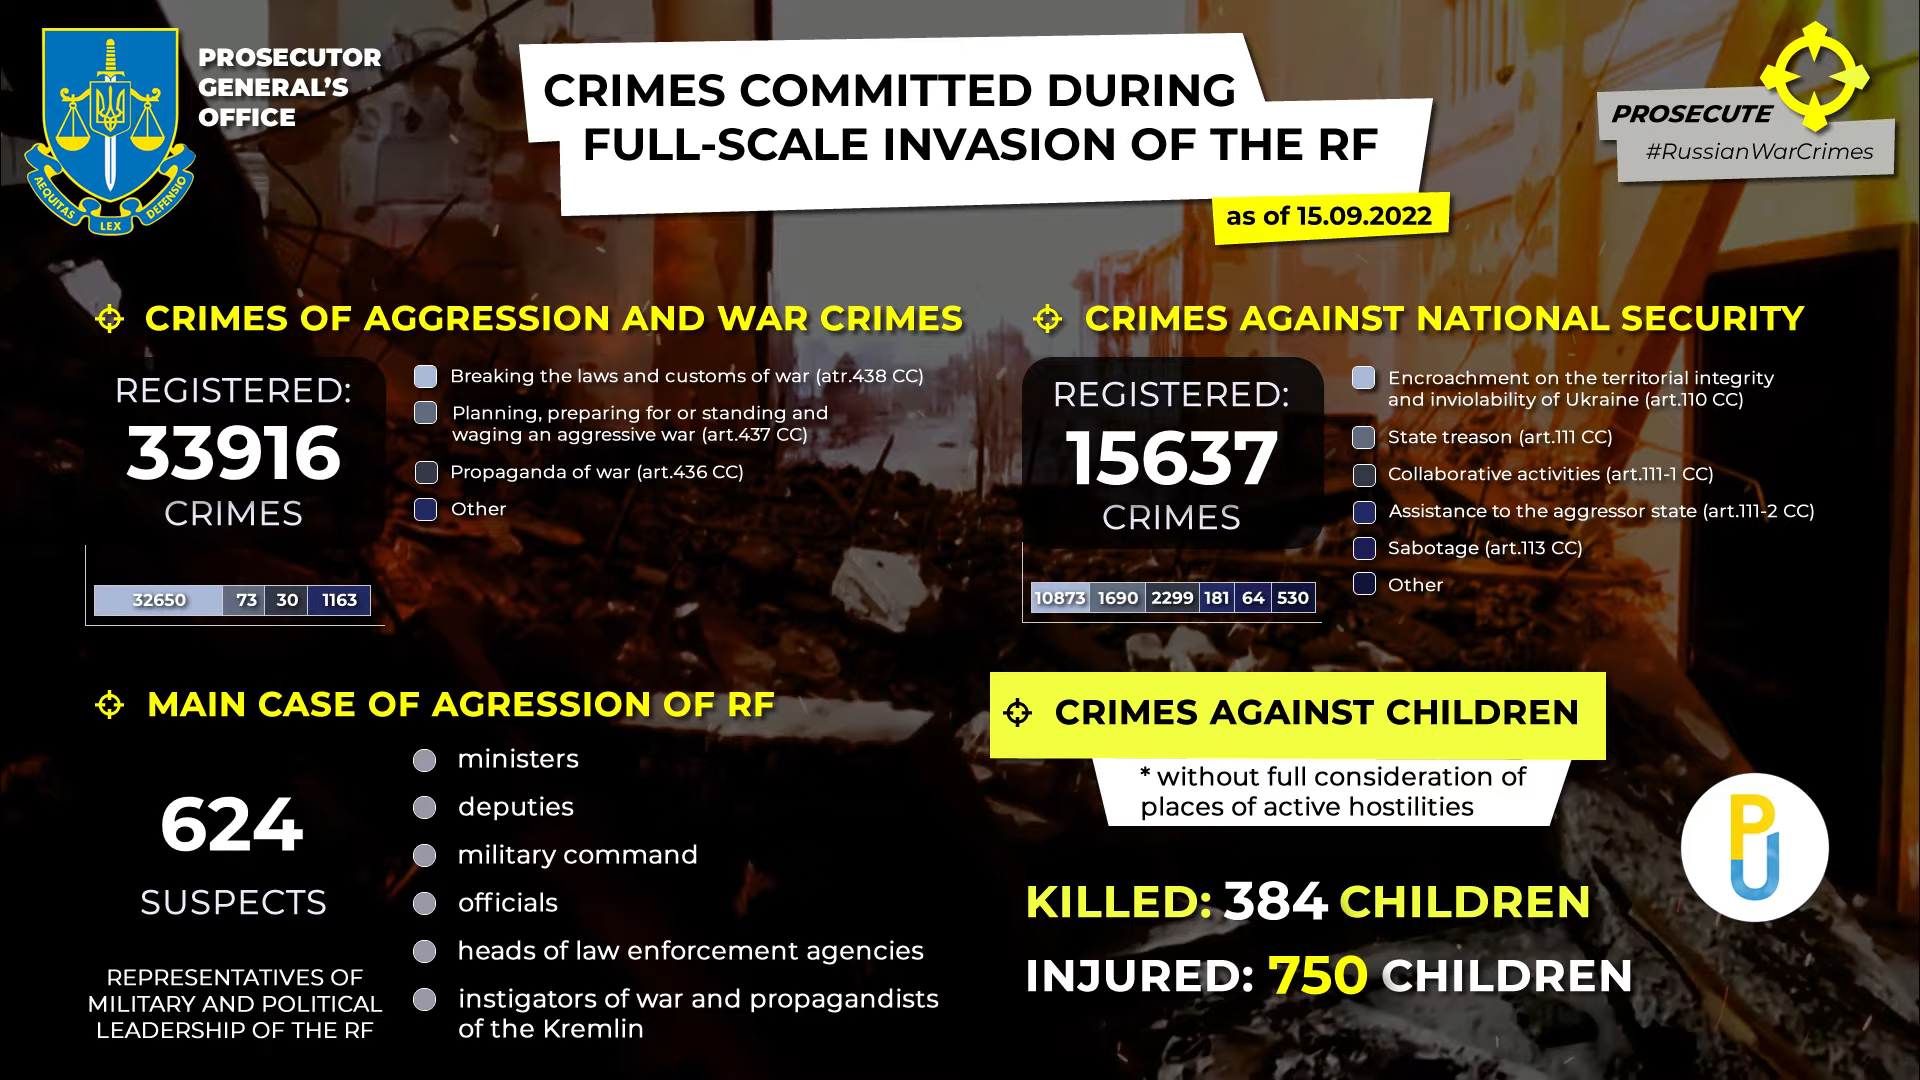 PROSECUTOR
GENERAL'S
OFFICE
AEQUITAS
LEX
DEFENSIO
CRIMES COMMITTED DURING
FULL-SCALE INVASION OF THE RF
as of 15.09.2022
PROSECUTE
#RussianWarCrimes
CRIMES OF AGGRESSION AND WAR CRIMES
REGISTERED:
33916
CRIMES
Breaking the laws and customs of war (atr.438 CC)
Planning, preparing for or standing and
waging an aggressive war (art.437 CC)
Propaganda of war (art.436 CC)
Other
32650 73 30 1163
CRIMES AGAINST NATIONAL SECURITY
REGISTERED:
15637
CRIMES
Encroachment on the territorial integrity
and inviolability of Ukraine (art.110 CC)
State treason (art.111 CC)
Collaborative activities (art.111-1 CC)
Assistance to the aggressor state (art.111-2 CC)
Sabotage (art.113 CC)
Other
10873 1690 2299 181 64 530
MAIN CASE OF AGRESSION OF RF
624
SUSPECTS
REPRESENTATIVES OF
MILITARY AND POLITICAL
LEADERSHIP OF THE RF
ministers
deputies
military command
officials
heads of law enforcement agencies
instigators of war and propagandists
of the Kremlin
CRIMES AGAINST CHILDREN
* without full consideration of
places of active hostilities
KILLED: 384 CHILDREN
INJURED: 750 CHILDREN
PU